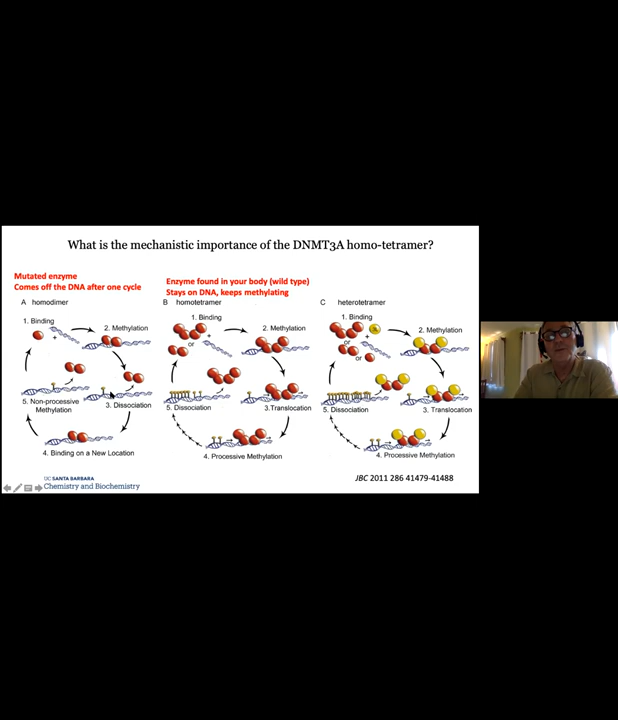 What is the mechanistic importance of the DNMT3A homo-tetramer?
Mutated enzyme
Comes off the DNA after one cycle
A homodimer
1. Binding
+
2. Methylation
3. Dissociation
4. Binding on a New Location
5. Non-processive
Methylation
Enzyme found in your body (wild type)
Stays on DNA, keeps methylating
B homotetramer
1. Binding
or
+
2. Methylation
3.Translocation
4. Processive Methylation
5. Dissociation
C heterotetramer
1. Binding
or
+
or
2. Methylation
3. Translocation
4. Processive Methylation
5. Dissociation
UC SANTA BARBARA
Chemistry and Biochemistry
JBC 2011 286 41479-41488